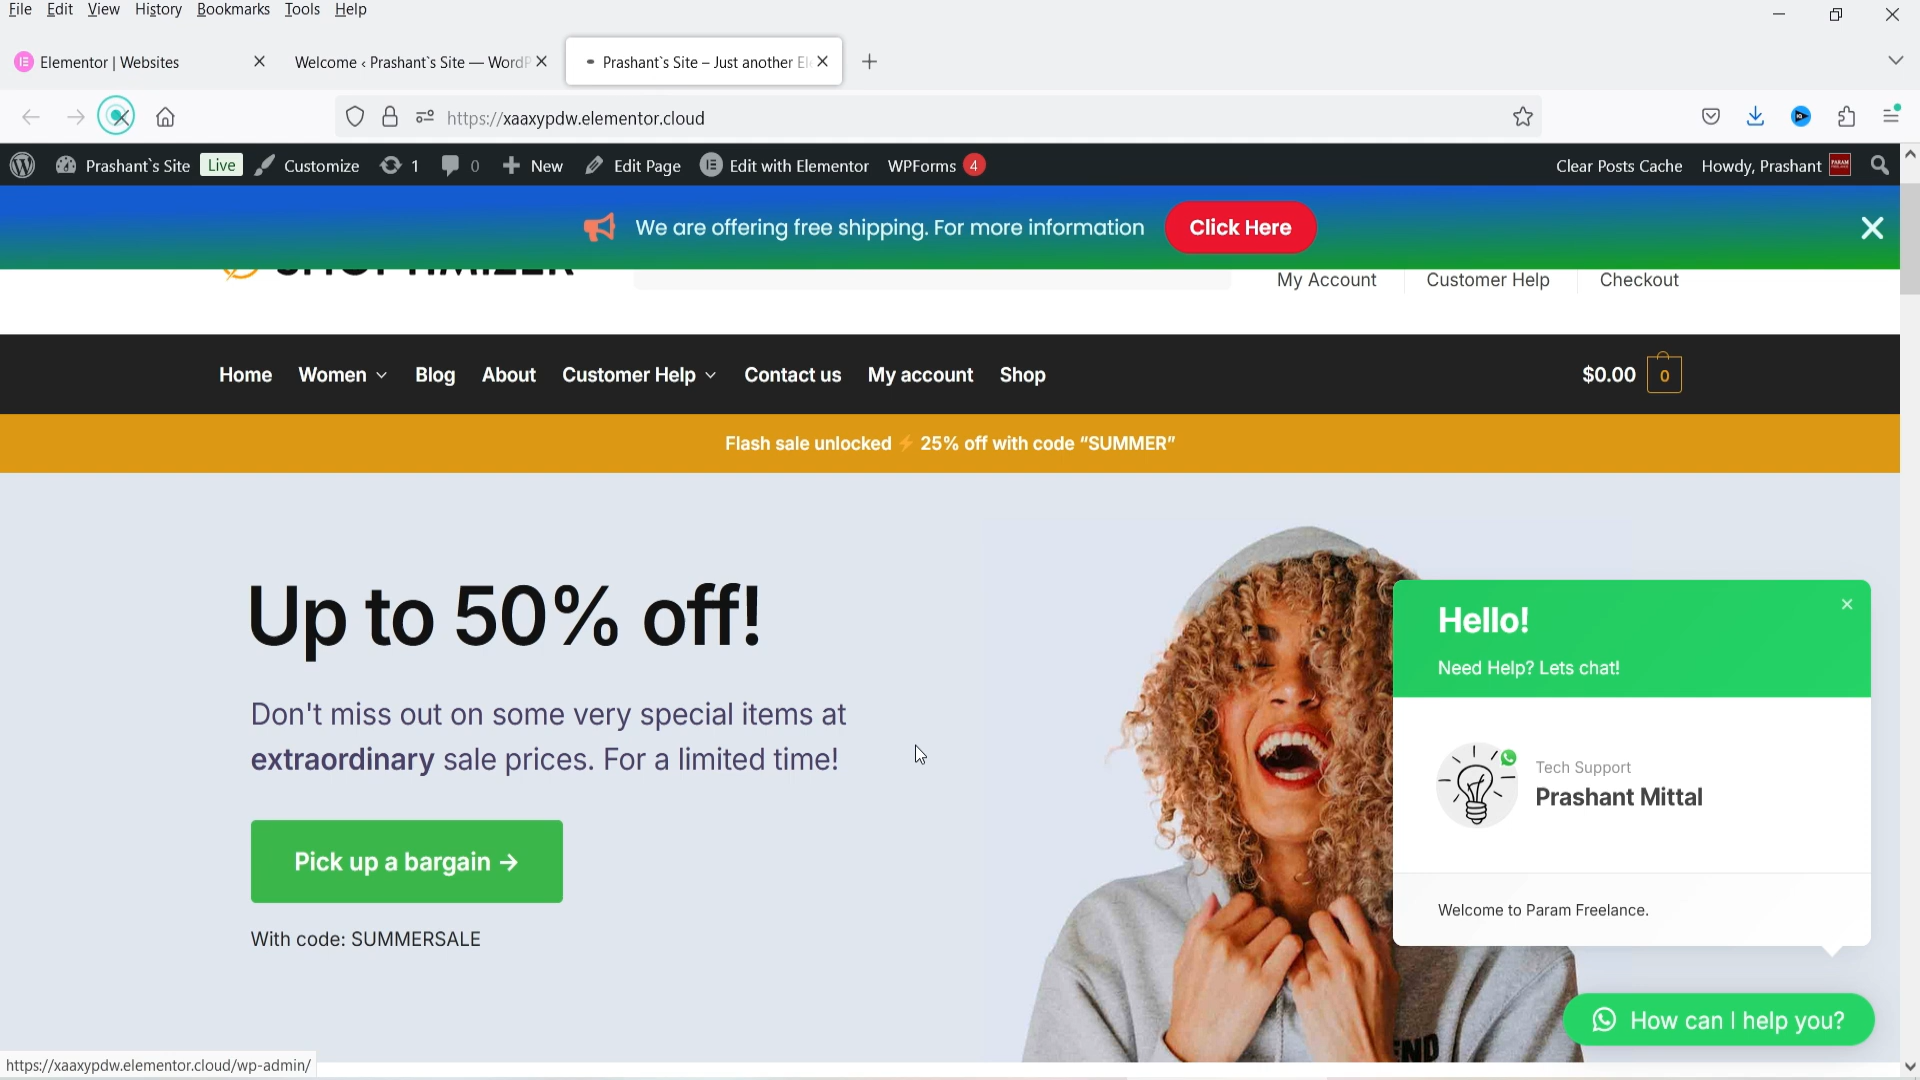 File Edit View History Bookmarks Tools Help
Elementor | Websites
Welcome ‹ Prashant`s Site — WordP
Prashant`s Site – Just another El
https://xaaxypdw.elementor.cloud
Prashant`s Site Live Customize 1 0 New Edit Page Edit with Elementor WPForms 4 Clear Posts Cache Howdy, Prashant
We are offering free shipping. For more information Click Here
SHOPTIMIZER
My Account Customer Help Checkout
Home Women Blog About Customer Help Contact us My account Shop $0.00 0
Flash sale unlocked ⚡ 25% off with code “SUMMER”
Up to 50% off!
Don't miss out on some very special items at
extraordinary sale prices. For a limited time!
Pick up a bargain →
With code: SUMMERSALE
Hello!
Need Help? Lets chat!
Tech Support
Prashant Mittal
Welcome to Param Freelance.
How can I help you?
https://xaaxypdw.elementor.cloud/wp-admin/